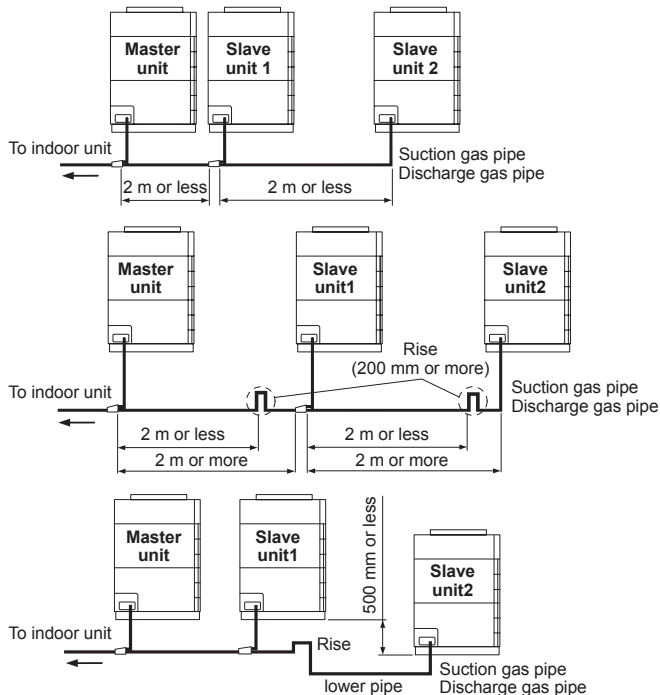 Master
unit
Slave
unit 1
Slave
unit 2
To indoor unit
Suction gas pipe
Discharge gas pipe
2 m or less
2 m or less
Master
unit
Slave
unit1
Slave
unit2
Rise
(200 mm or more)
To indoor unit
Suction gas pipe
Discharge gas pipe
2 m or less
2 m or less
2 m or more
2 m or more
Master
unit
Slave
unit1
500 mm or less
Slave
unit2
To indoor unit
Rise
Suction gas pipe
lower pipe
Discharge gas pipe